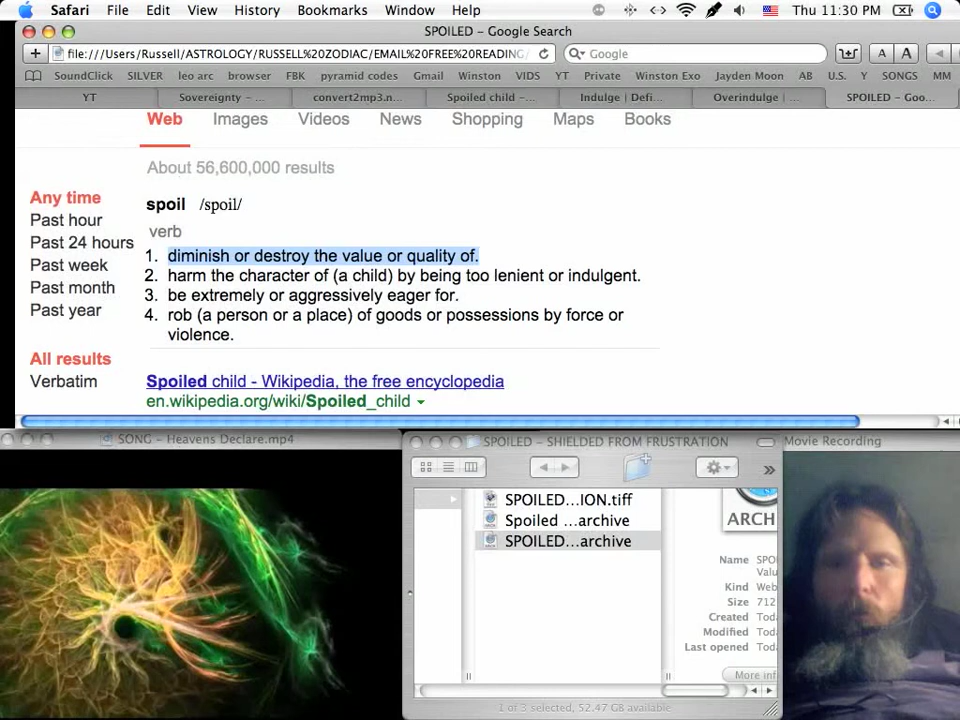 Safari File Edit View History Bookmarks Window Help Thu 11:30 PM
SPOILED - Google Search
file:///Users/Russell/ASTROLOGY/RUSSELL%20ZODIAC/EMAIL%20FREE%20READING/ Google A A
SoundClick SILVER leo arc browser FBK pyramid codes Gmail Winston VIDS YT Private Winston Exo Jayden Moon AB U.S. Y SONGS MM
YT Sovereignty - ... convert2mp3.n... Spoiled child -... Indulge | Defi... Overindulge | ... SPOILED - Goo...
Web Images Videos News Shopping Maps Books
About 56,600,000 results
Any time
Past hour
Past 24 hours
Past week
Past month
Past year
All results
Verbatim
spoil /spoil/
verb
1. diminish or destroy the value or quality of.
2. harm the character of (a child) by being too lenient or indulgent.
3. be extremely or aggressively eager for.
4. rob (a person or a place) of goods or possessions by force or
violence.
Spoiled child - Wikipedia, the free encyclopedia
en.wikipedia.org/wiki/Spoiled_child
SONG - Heavens Declare.mp4
SPOILED - SHIELDED FROM FRUSTRATION
SPOILED...ION.tiff
Spoiled ...archive
SPOILED...archive
ARCH
Name SPO
Valu
Kind Web
Size 712
Created Toda
Modified Toda
Last opened Toda
More inf
1 of 3 selected, 52.47 GB available
Movie Recording